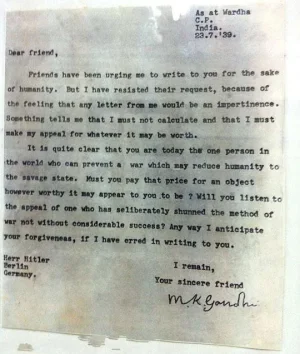 As at Wardha
C.P.
India.
23.7.'39.
Dear friend,
Friends have been urging me to write to you for the sake
of humanity. But I have resisted their request, because of
the feeling that any letter from me would be an impertinence.
Something tells me that I must not calculate and that I must
make my appeal for whatever it may be worth.
It is quite clear that you are today the one person in
the world who can prevent a war which may reduce humanity to
the savage state. Must you pay that price for an object
however worthy it may appear to you to be ? Will you listen to
the appeal of one who has seliberately shunned the method of
war not without considerable success? Any way I anticipate
your forgiveness, if I have erred in writing to you.
Herr Hitler
Berlin
Germany.
I remain,
Your sincere friend
M.K.Gandhi